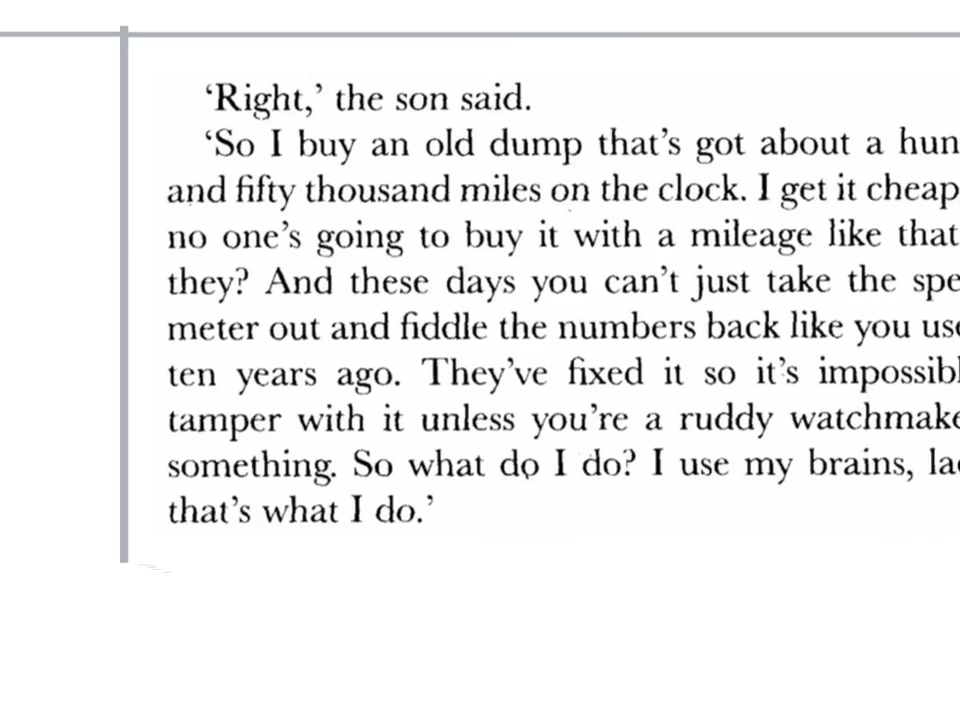 ‘Right,’ the son said.
‘So I buy an old dump that’s got about a hun
and fifty thousand miles on the clock. I get it cheap
no one’s going to buy it with a mileage like that
they? And these days you can’t just take the spe
meter out and fiddle the numbers back like you use
ten years ago. They’ve fixed it so it’s impossibl
tamper with it unless you’re a ruddy watchmake
something. So what do I do? I use my brains, lad
that’s what I do.’